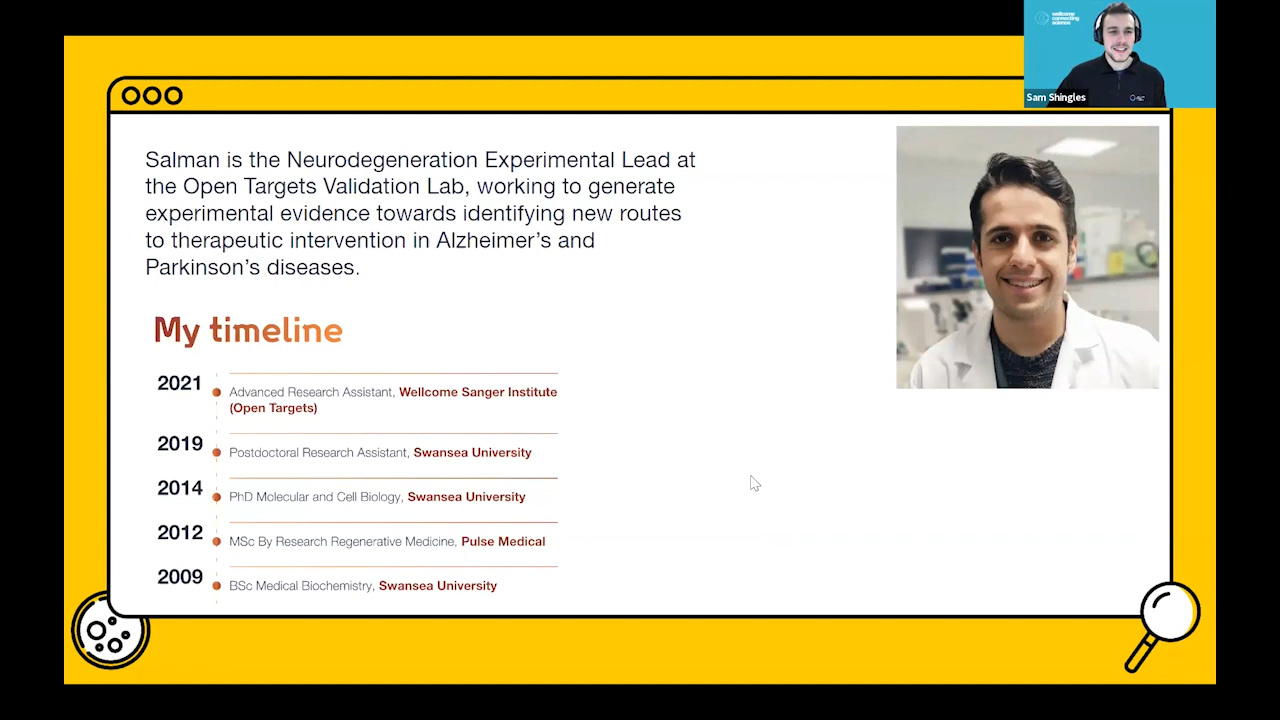 wellcome
connecting
science
Sam Shingles
Salman is the Neurodegeneration Experimental Lead at
the Open Targets Validation Lab, working to generate
experimental evidence towards identifying new routes
to therapeutic intervention in Alzheimer's and
Parkinson's diseases.
My timeline
2021
Advanced Research Assistant, Wellcome Sanger Institute
(Open Targets)
2019
Postdoctoral Research Assistant, Swansea University
2014
PhD Molecular and Cell Biology, Swansea University
2012
MSc By Research Regenerative Medicine, Pulse Medical
2009
BSc Medical Biochemistry, Swansea University